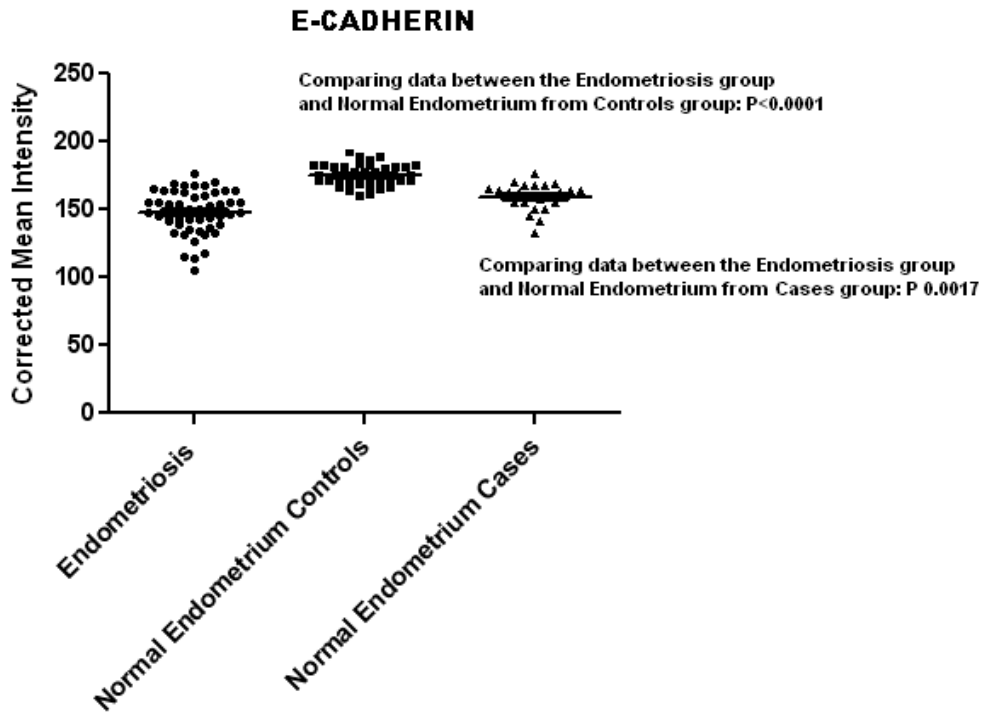 E-CADHERIN
Comparing data between the Endometriosis group
and Normal Endometrium from Controls group: P<0.0001
250
200
150
100
50
0
Corrected Mean Intensity
Comparing data between the Endometriosis group
and Normal Endometrium from Cases group: P 0.0017
Endometriosis
Normal Endometrium Controls
Normal Endometrium Cases